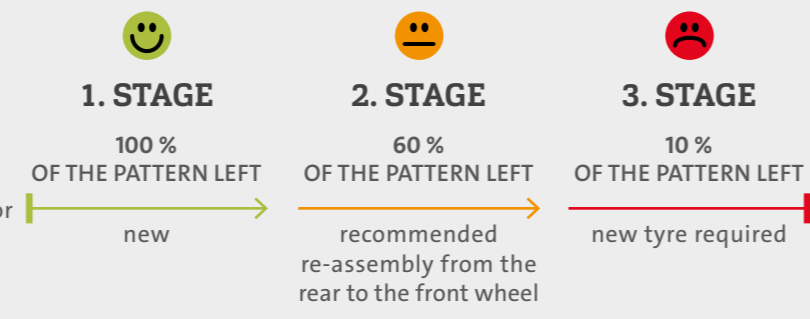 1. STAGE
100 %
OF THE PATTERN LEFT
new
2. STAGE
60 %
OF THE PATTERN LEFT
recommended
re-assembly from the
rear to the front wheel
3. STAGE
10 %
OF THE PATTERN LEFT
new tyre required